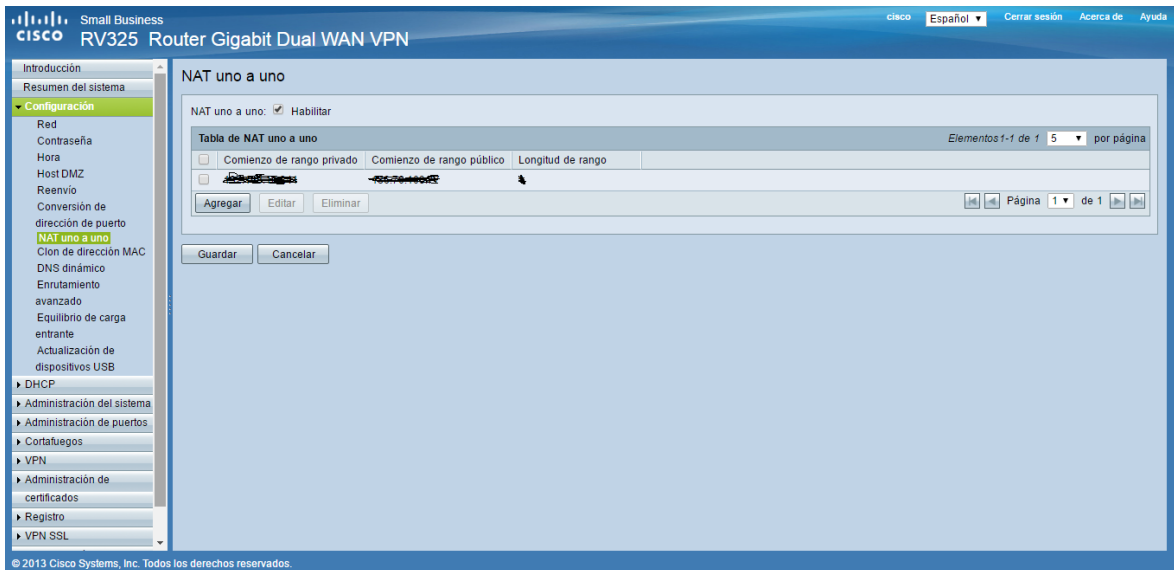 Small Business
cisco Español Cerrar sesión Acerca de Ayuda
CISCO RV325 Router Gigabit Dual WAN VPN
Introducción
Resumen del sistema
Configuración
Red
Contraseña
Hora
Host DMZ
Reenvío
Conversión de
dirección de puerto
NAT uno a uno
Clon de dirección MAC
DNS dinámico
Enrutamiento
avanzado
Equilibrio de carga
entrante
Actualización de
dispositivos USB
DHCP
Administración del sistema
Administración de puertos
Cortafuegos
VPN
Administración de
certificados
Registro
VPN SSL
NAT uno a uno
NAT uno a uno: Habilitar
Tabla de NAT uno a uno Elementos 1-1 de 1 5 por página
Comienzo de rango privado Comienzo de rango público Longitud de rango
Agregar Editar Eliminar Página 1 de 1
Guardar Cancelar
© 2013 Cisco Systems, Inc. Todos los derechos reservados.